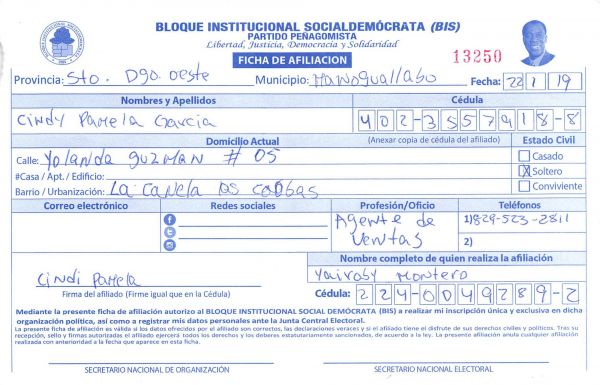 BLOQUE INSTITUCIONAL SOCIALDEMÓCRATA (BIS)
PARTIDO PEÑAGOMISTA
Libertad, Justicia, Democracia y Solidaridad
FICHA DE AFILIACION
13250
Provincia: Sto. Dgo. oeste Municipio: Manoguallabo Fecha: 22 1 19
Nombres y Apellidos Cédula
Cindy Pamela Garcia 402-3557918-8
Domicilio Actual (Anexar copia de cédula del afiliado) Estado Civil
Calle: Yolanda guzman # 05 Casado
#Casa / Apt. / Edificio: X Soltero
Barrio / Urbanización: La canela Conviviente
Correo electrónico Redes sociales Profesión/Oficio Teléfonos
Agente de Ventas 1) 829-523-2811
2)
Nombre completo de quien realiza la afiliación
Cindi Pamela Yairoby Montero
Firma del afiliado (Firme igual que en la Cédula) Cédula: 224-0049289-2
Mediante la presente ficha de afiliación autorizo al BLOQUE INSTITUCIONAL SOCIAL DEMÓCRATA (BIS) a realizar mi inscripción única y exclusiva en dicha
organización política, así como a registrar mis datos personales ante la Junta Central Electoral.
La presente ficha de afiliación es válida si los datos ofrecidos por el afiliado son correctos, las declaraciones veraces y si el afiliado tiene el disfrute de sus derechos civiles y políticos. Tras su
recepción, sello y firmas autorizadas el afiliado ejercerá todos los derechos y los deberes estatutariamente sancionados, de acuerdo a la ley. La presente afiliación anula cualquier afiliación
realizada con anterioridad a la fecha que aparece en esta ficha.
SECRETARIO NACIONAL DE ORGANIZACIÓN SECRETARIO NACIONAL ELECTORAL